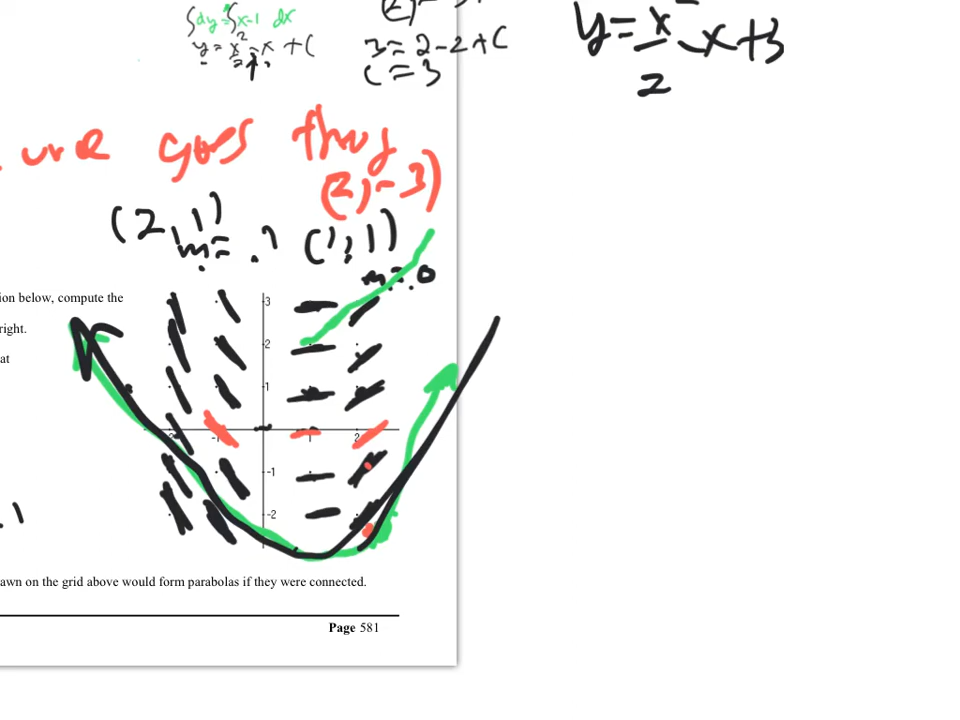 ∫dy=∫x-1 dx
y = x²/2 - x + C
3=2-2+C
C=3
y=x/2-x+3
goes thru
(2,-3)
(2,1)
m= .1
(1,1)
m=0
ion below, compute the
right.
at
3
2
1
-2 -1 1 2
-1
-2
.1
awn on the grid above would form parabolas if they were connected.
Page 581